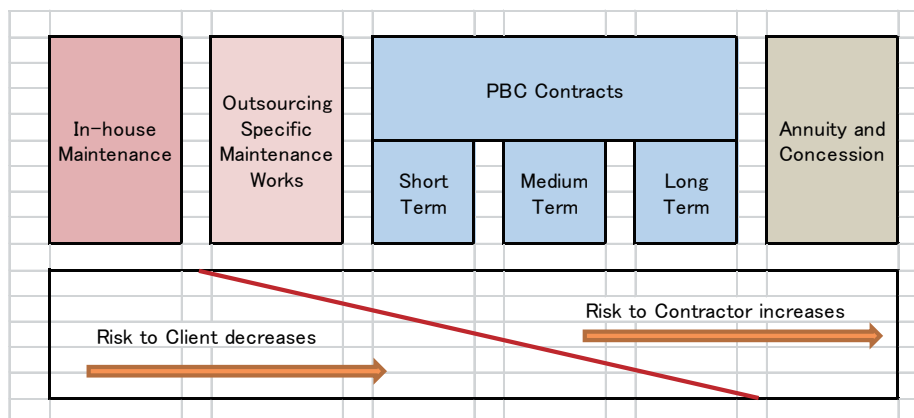 In-house
Maintenance
Outsourcing
Specific
Maintenance
Works
PBC Contracts
Short
Term
Medium
Term
Long
Term
Annuity and
Concession
Risk to Client decreases
Risk to Contractor increases